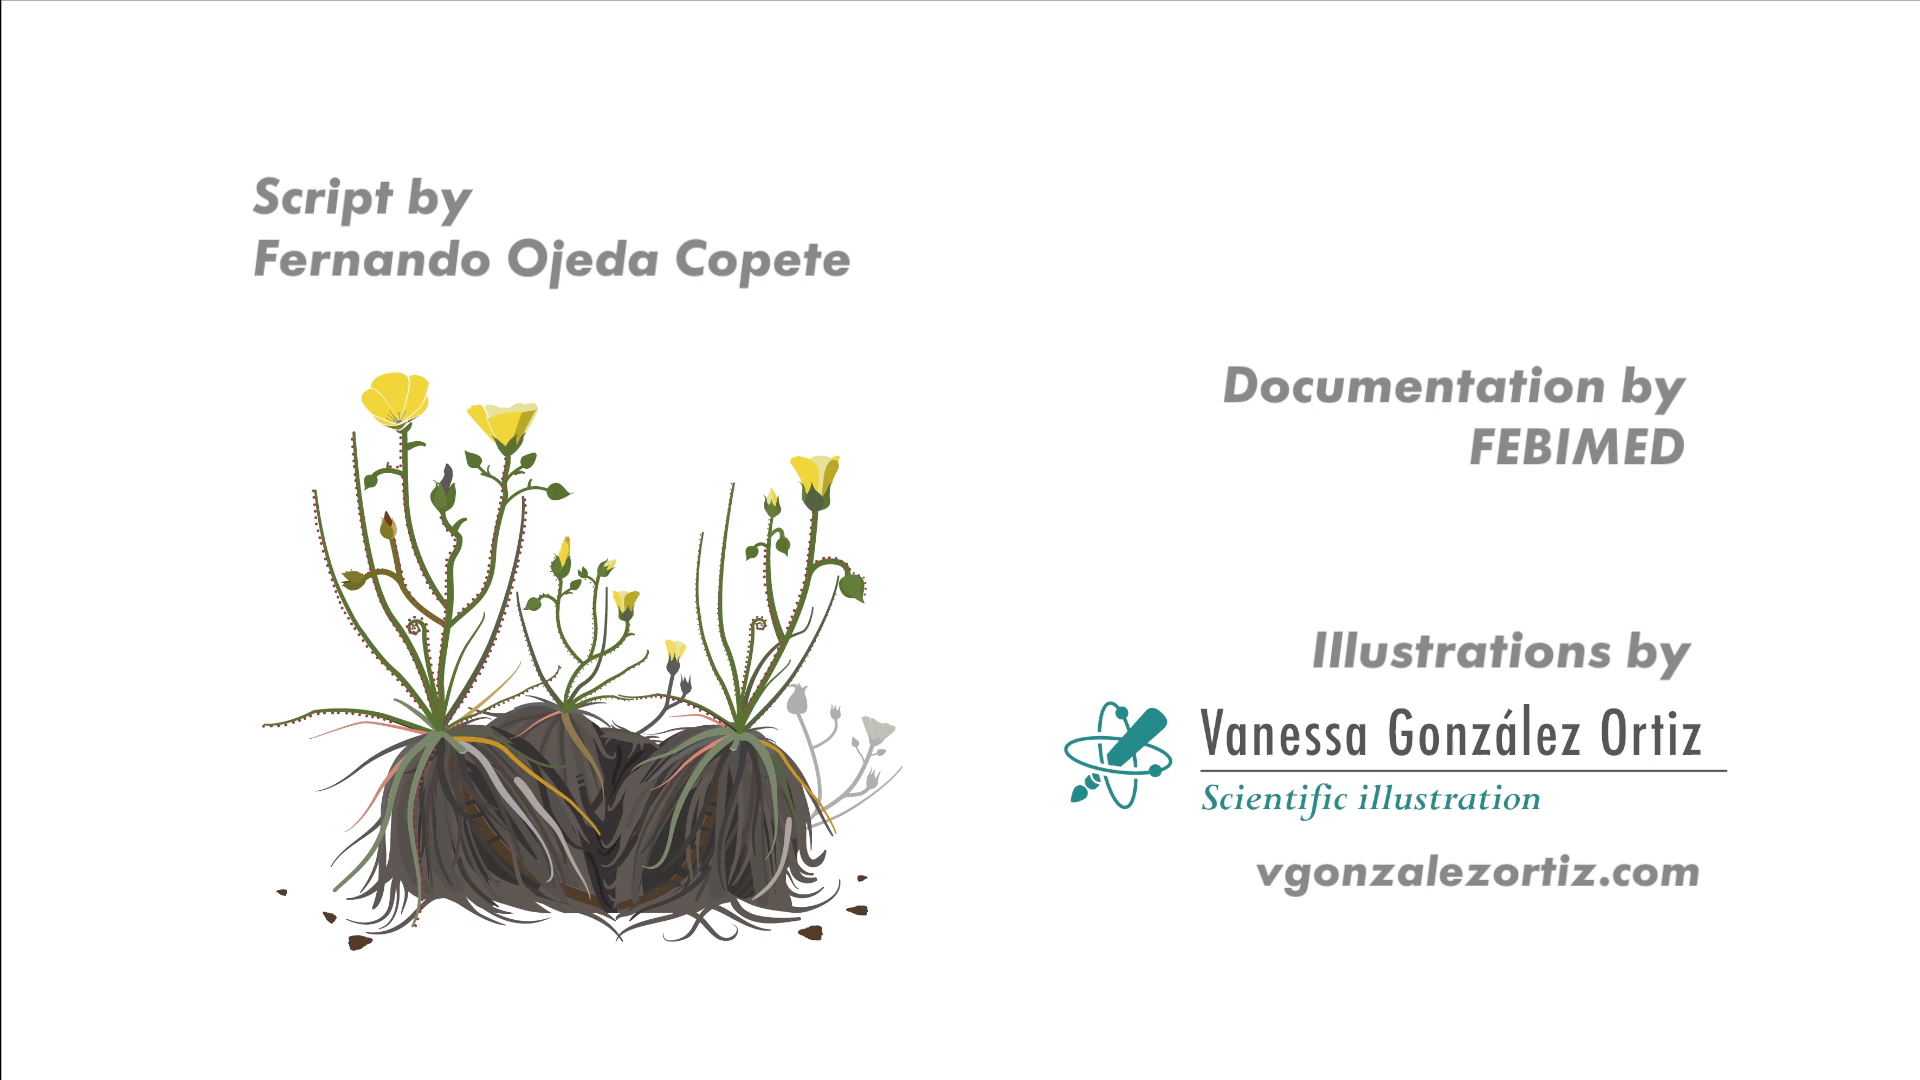 Script by
Fernando Ojeda Copete
Documentation by
FEBIMED
Illustrations by
Vanessa González Ortiz
Scientific illustration
vgonzalezortiz.com